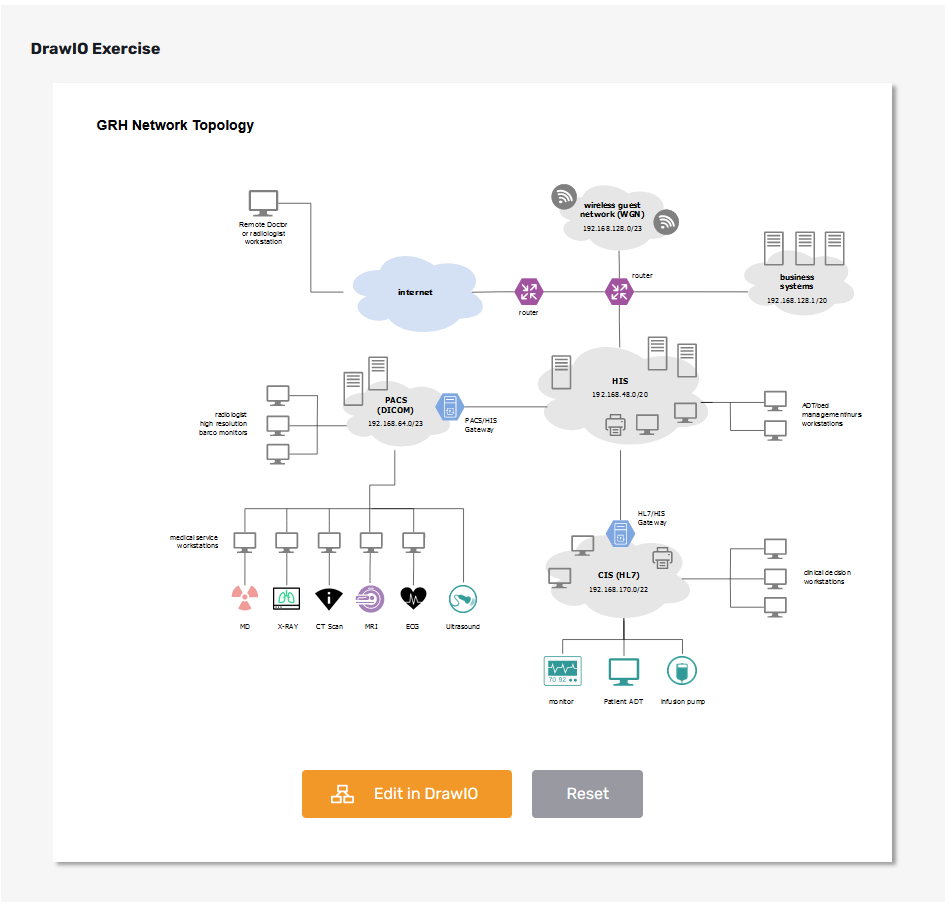 DrawIO Exercise
GRH Network Topology
Remote Doctor
or radiologist
workstation
wireless guest
network (WGN)
192.168.128.0/23
internet
router
router
business
systems
192.168.128.1/20
HIS
192.168.48.0/20
PACS
(DICOM)
192.168.64.0/23
PACS/HIS
Gateway
radiologist
high resolution
barco monitors
ADT/bed
management/nurs
workstations
medical service
workstations
HL7/HIS
Gateway
CIS (HL7)
192.168.170.0/22
clinical decision
workstations
MD
X-RAY
CT Scan
MRI
ECG
Ultrasound
70 92
monitor
Patient ADT
Infusion pump
Edit in DrawIO
Reset